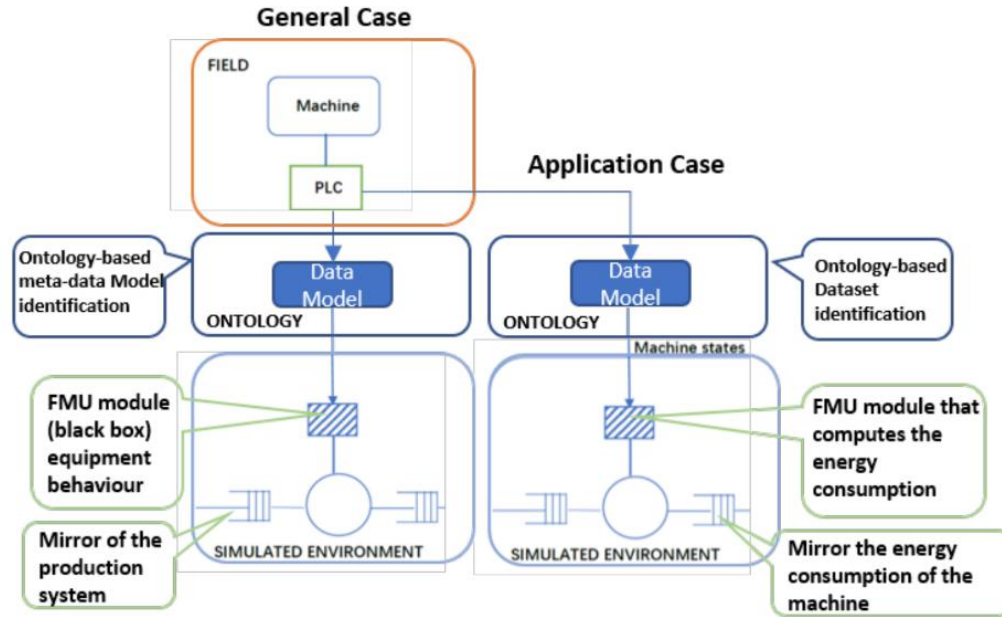 General Case
FIELD
Machine
PLC
Application Case
Ontology-based
meta-data Model
identification
Data
Model
ONTOLOGY
Data
Model
ONTOLOGY
Ontology-based
Dataset
identification
Machine states
FMU module
(black box)
equipment
behaviour
FMU module that
computes the
energy
consumption
Mirror of the
production
system
SIMULATED ENVIRONMENT
SIMULATED ENVIRONMENT
Mirror the energy
consumption of the
machine